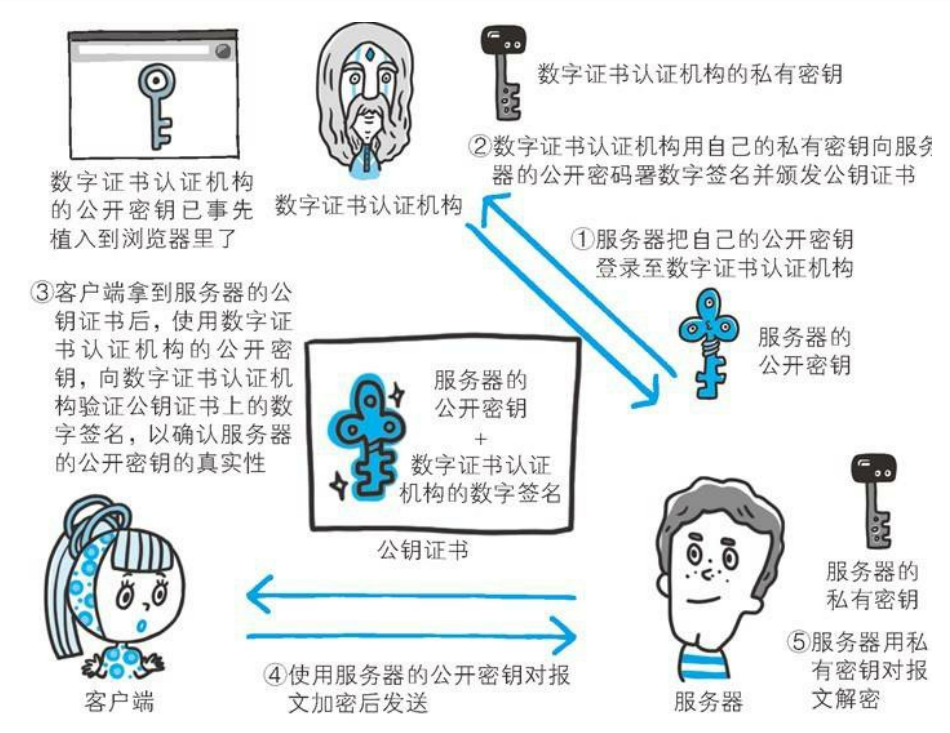 数字证书认证机构的私有密钥
②数字证书认证机构用自己的私有密钥向服务
器的公开密码署数字签名并颁发公钥证书
数字证书认证机构
的公开密钥已事先
植入到浏览器里了
数字证书认证机构
①服务器把自己的公开密钥
登录至数字证书认证机构
服务器的
公开密钥
③客户端拿到服务器的公
钥证书后，使用数字证
书认证机构的公开密
钥，向数字证书认证机
构验证公钥证书上的数
字签名，以确认服务器
的公开密钥的真实性
服务器的
公开密钥
+
数字证书认证
机构的数字签名
公钥证书
服务器的
私有密钥
④使用服务器的公开密钥对报
文加密后发送
⑤服务器用私
有密钥对报
文解密
客户端
服务器